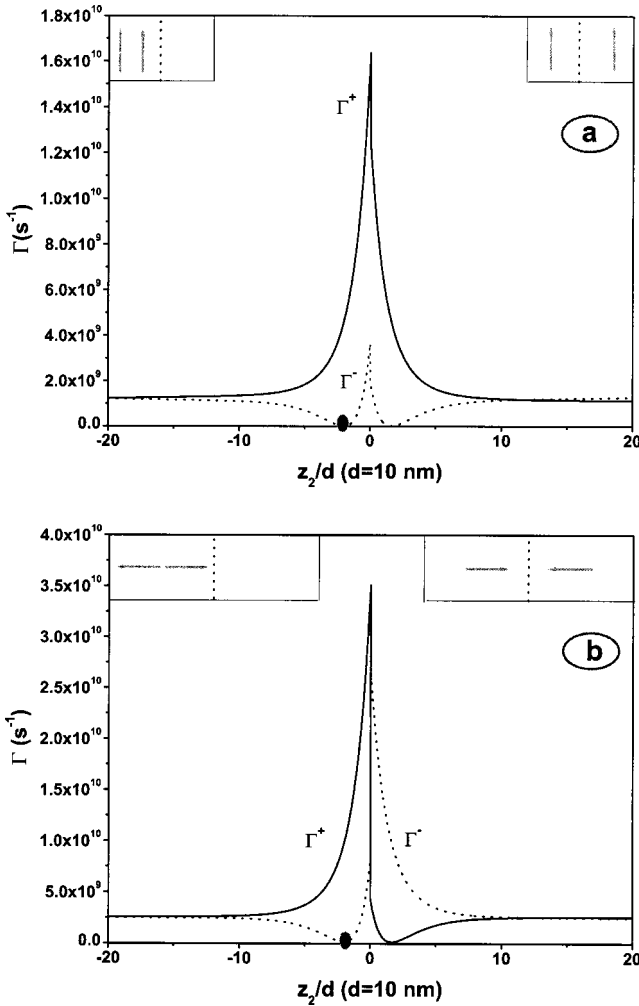 1.8x10¹⁰
1.6x10¹⁰
1.4x10¹⁰
1.2x10¹⁰
1.0x10¹⁰
8.0x10⁹
6.0x10⁹
4.0x10⁹
2.0x10⁹
0.0
Γ(s⁻¹)
Γ⁺
Γ⁻
a
-20
-10
0
10
20
z₂/d (d=10 nm)
4.0x10¹⁰
3.5x10¹⁰
3.0x10¹⁰
2.5x10¹⁰
2.0x10¹⁰
1.5x10¹⁰
1.0x10¹⁰
5.0x10⁹
0.0
Γ (s⁻¹)
Γ⁺
Γ⁻
b
-20
-10
0
10
20
z₂/d (d=10 nm)